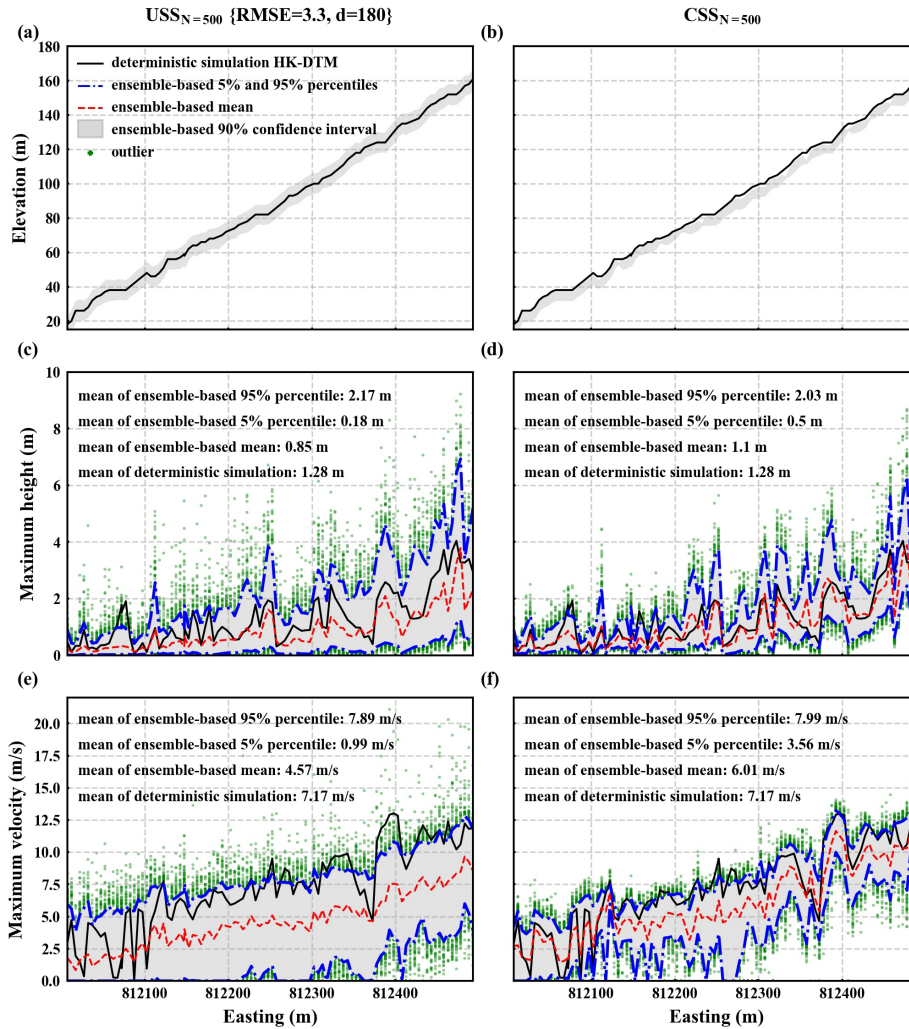 USS_{N=500} {RMSE=3.3, d=180}
CSS_{N=500}
(a)
(b)
180
160
140
120
100
80
60
40
20
Elevation (m)
deterministic simulation HK-DTM
ensemble-based 5% and 95% percentiles
ensemble-based mean
ensemble-based 90% confidence interval
outlier
(c)
(d)
10
8
6
4
2
0
Maximum height (m)
mean of ensemble-based 95% percentile: 2.17 m
mean of ensemble-based 5% percentile: 0.18 m
mean of ensemble-based mean: 0.85 m
mean of deterministic simulation: 1.28 m
mean of ensemble-based 95% percentile: 2.03 m
mean of ensemble-based 5% percentile: 0.5 m
mean of ensemble-based mean: 1.1 m
mean of deterministic simulation: 1.28 m
(e)
(f)
20.0
17.5
15.0
12.5
10.0
7.5
5.0
2.5
0.0
Maximum velocity (m/s)
mean of ensemble-based 95% percentile: 7.89 m/s
mean of ensemble-based 5% percentile: 0.99 m/s
mean of ensemble-based mean: 4.57 m/s
mean of deterministic simulation: 7.17 m/s
mean of ensemble-based 95% percentile: 7.99 m/s
mean of ensemble-based 5% percentile: 3.56 m/s
mean of ensemble-based mean: 6.01 m/s
mean of deterministic simulation: 7.17 m/s
812100 812200 812300 812400
812100 812200 812300 812400
Easting (m)
Easting (m)